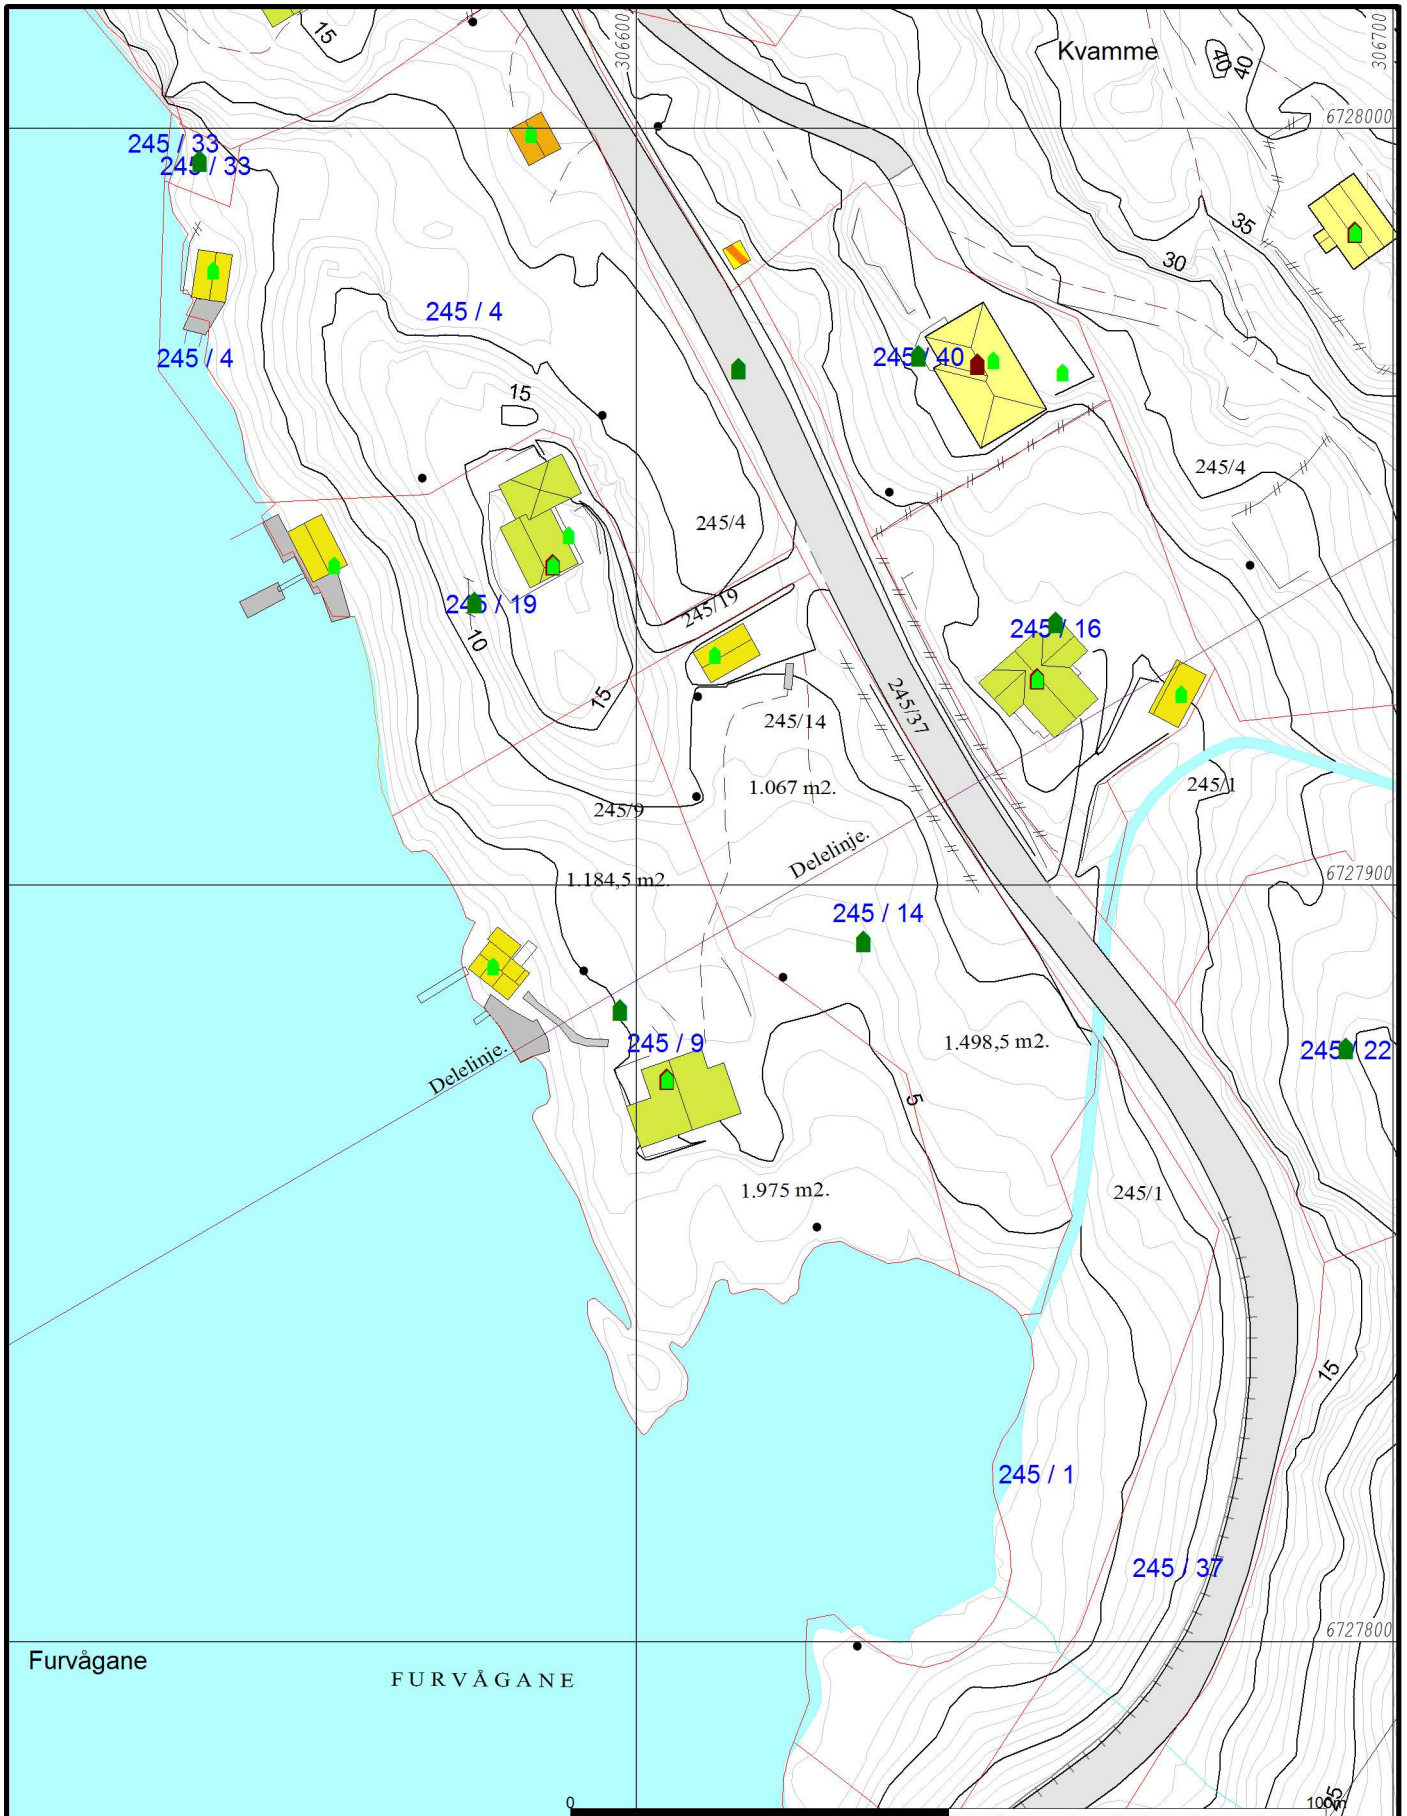 15
306600
Kvamme
40
40
306700
6728000
245 / 33
245 / 33
35
30
245 / 4
245 / 4
245 / 40
15
245/4
245/4
245/19
245 / 19
10
15
245 / 16
245/37
245/14
1.067 m2.
245/1
245/9
Delelinje.
1.184,5 m2.
6727900
245 / 14
245 / 9
1.498,5 m2.
245 / 22
Delelinje.
5
1.975 m2.
245/1
15
245 / 1
245 / 37
6727800
Furvågane
FURVÅGANE
25
0
100m